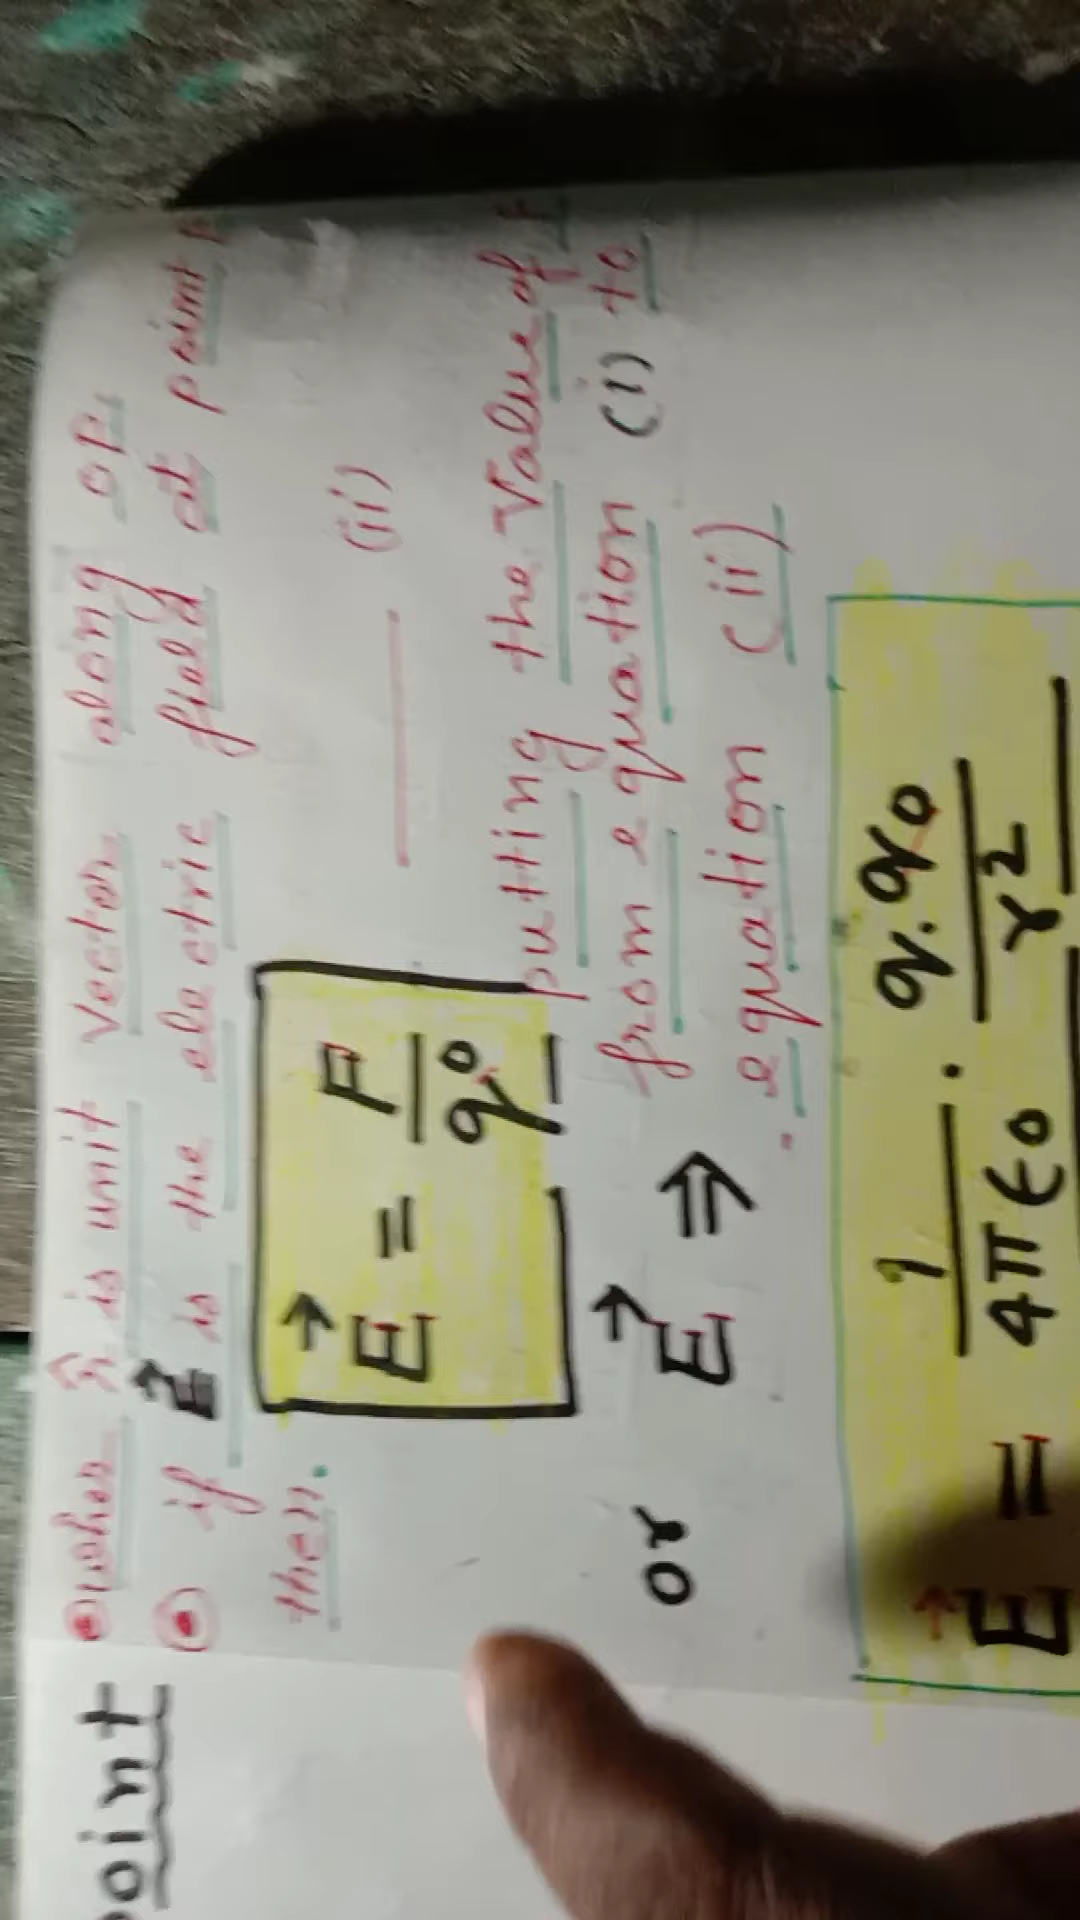 point
when r̂ is unit vector along OP,
if E⃗ is the electric field at point P
then.
E⃗ = F / q₀ ——— (ii)
putting the value of F
from equation (i) to
equation (ii)
or E⃗ ⇒
E⃗ = 1 / 4πϵ₀ . q.q₀ / r²